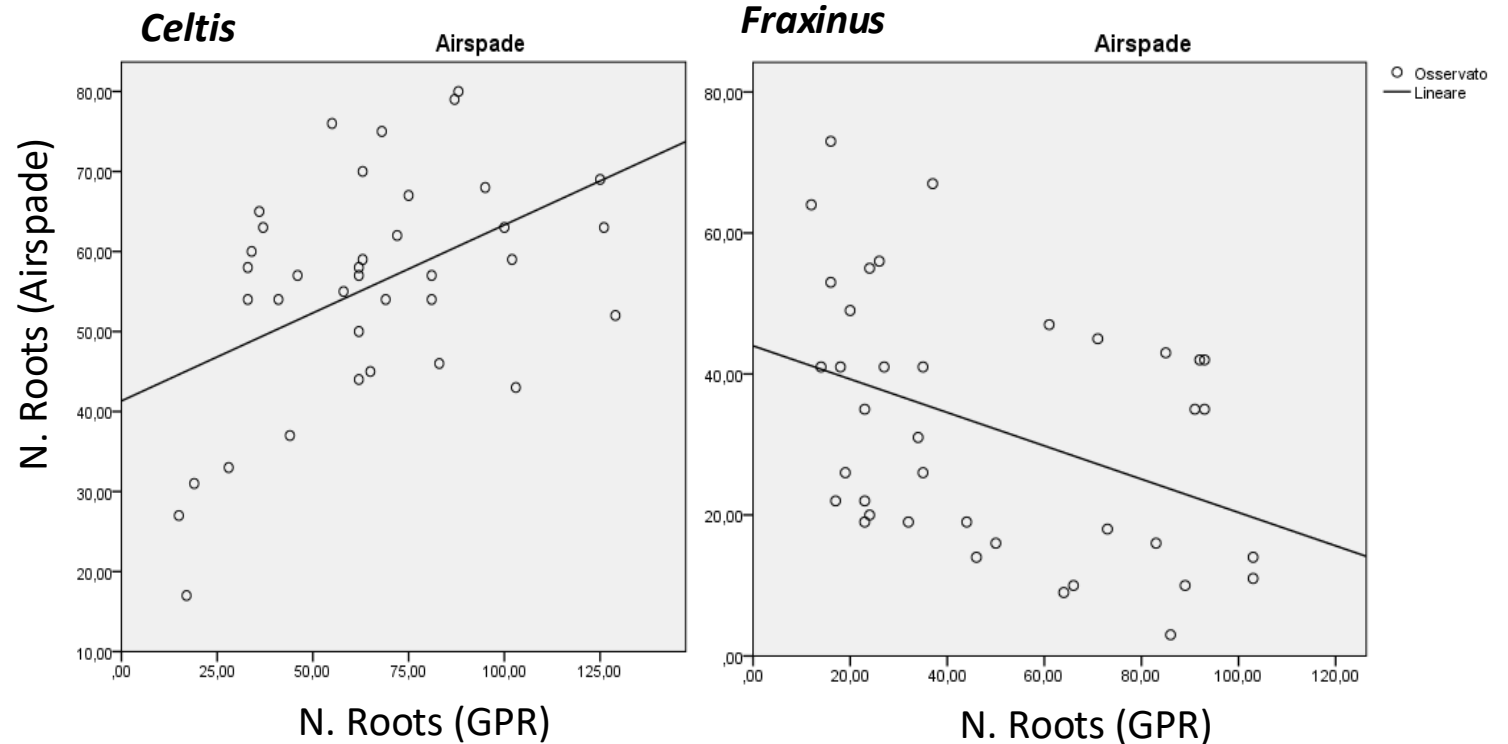 Celtis
Airspade
N. Roots (Airspade)
80,00
70,00
60,00
50,00
40,00
30,00
20,00
10,00
,00 25,00 50,00 75,00 100,00 125,00
N. Roots (GPR)
Fraxinus
Airspade
80,00
60,00
40,00
20,00
,00
,00 20,00 40,00 60,00 80,00 100,00 120,00
N. Roots (GPR)
Osservato
Lineare